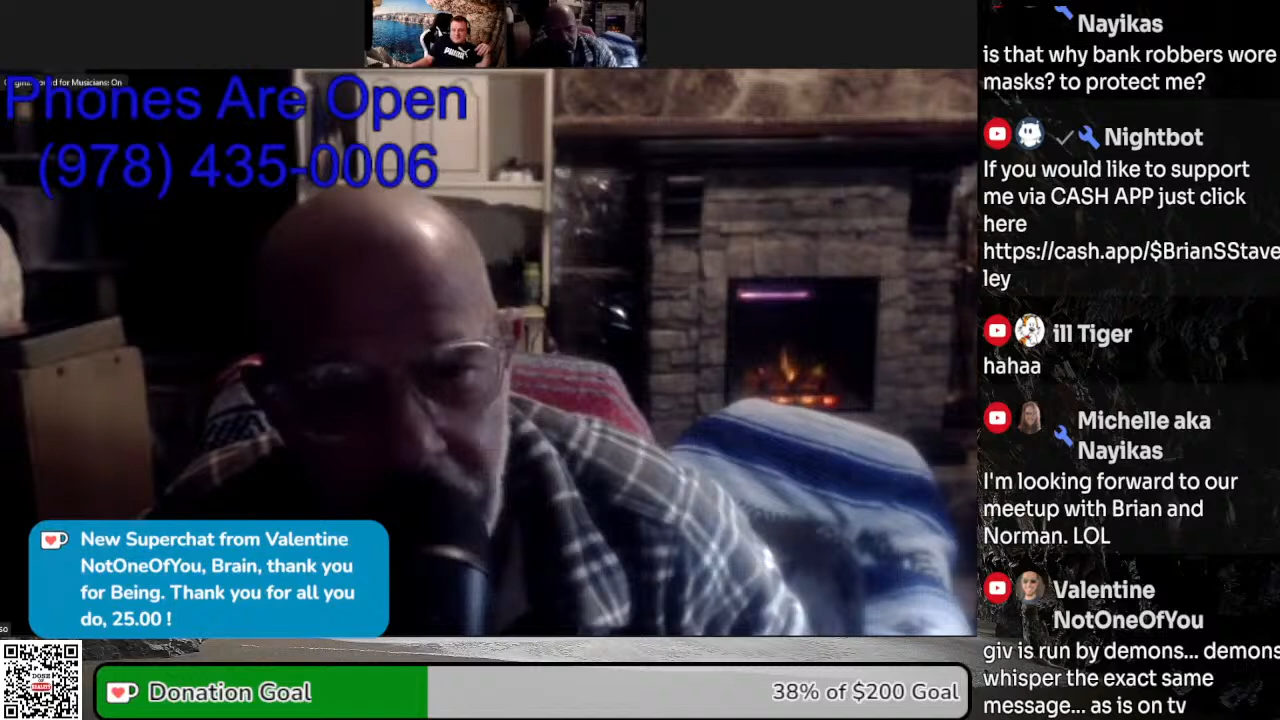 Phones Are Open
(978) 435-0006
New Superchat from Valentine
NotOneOfYou, Brain, thank you
for Being. Thank you for all you
do, 25.00 !
Donation Goal
38% of $200 Goal
Nayikas
is that why bank robbers wore
masks? to protect me?
Nightbot
If you would like to support
me via CASH APP just click
here
https://cash.app/$BrianSStave
ley
ill Tiger
hahaa
Michelle aka
Nayikas
I'm looking forward to our
meetup with Brian and
Norman. LOL
Valentine
NotOneOfYou
giv is run by demons... demons
whisper the exact same
message... as is on tv